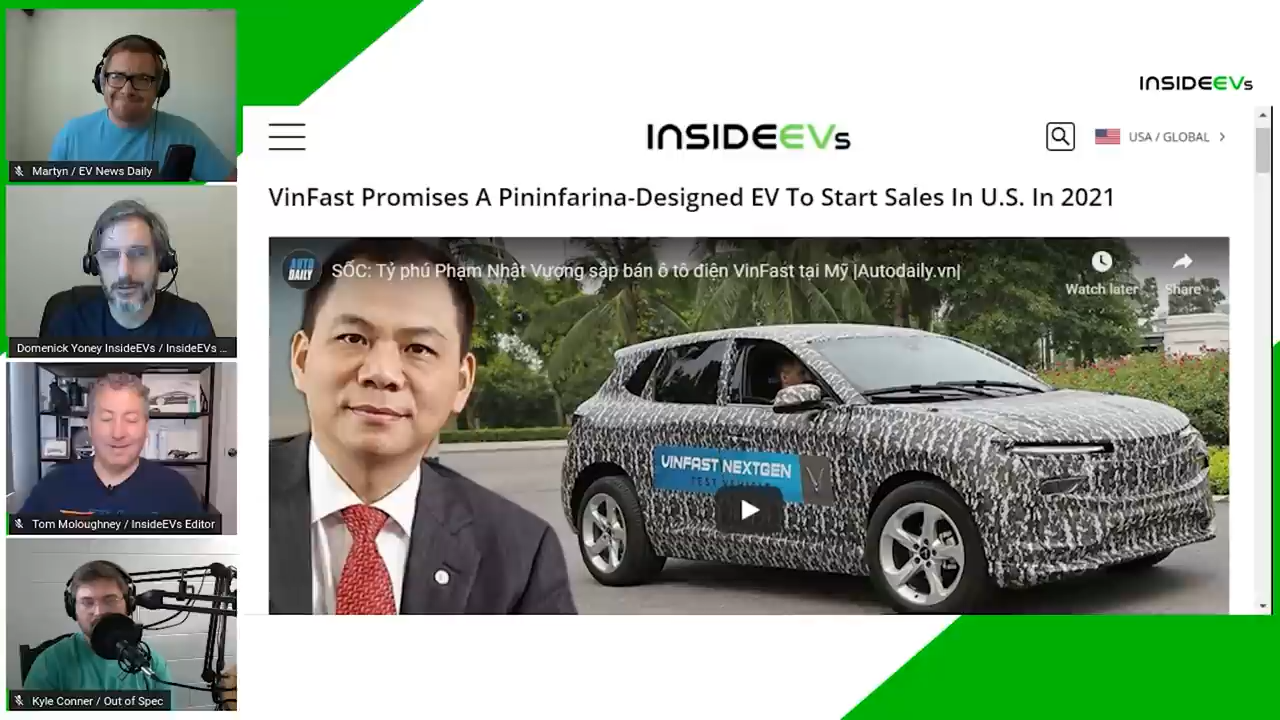 Martyn / EV News Daily
Domenick Yoney InsideEVs / InsideEVs ...
Tom Moloughney / InsideEVs Editor
Kyle Conner / Out of Spec
INSIDEEVs
INSIDEEVs
USA / GLOBAL
VinFast Promises A Pininfarina-Designed EV To Start Sales In U.S. In 2021
AUTO
DAILY
SỐC: Tỷ phú Phạm Nhật Vượng sắp bán ô tô điện VinFast tại Mỹ |Autodaily.vn|
Watch later
Share
VINFAST NEXTGEN
TEST VEHICLE